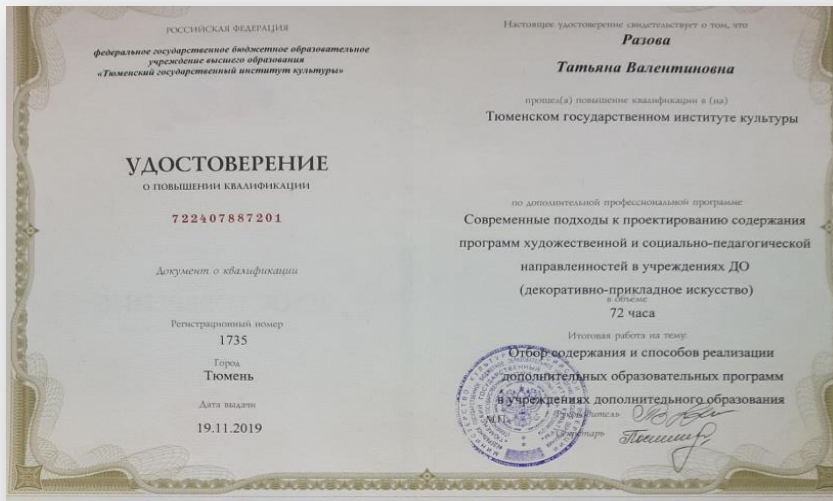 РОССИЙСКАЯ ФЕДЕРАЦИЯ
федеральное государственное бюджетное образовательное
учреждение высшего образования
«Тюменский государственный институт культуры»
УДОСТОВЕРЕНИЕ
О ПОВЫШЕНИИ КВАЛИФИКАЦИИ
722407887201
Документ о квалификации
Регистрационный номер
1735
Город
Тюмень
Дата выдачи
19.11.2019
Настоящее удостоверение свидетельствует о том, что
Разова
Татьяна Валентиновна
прошел(а) повышение квалификации в (на)
Тюменском государственном институте культуры
по дополнительной профессиональной программе
Современные подходы к проектированию содержания
программ художественной и социально-педагогической
направленностей в учреждениях ДО
(декоративно-прикладное искусство)
в объеме
72 часа
Итоговая работа на тему:
Отбор содержания и способов реализации
дополнительных образовательных программ
в учреждениях дополнительного образования
М.П.
Руководитель
Секретарь